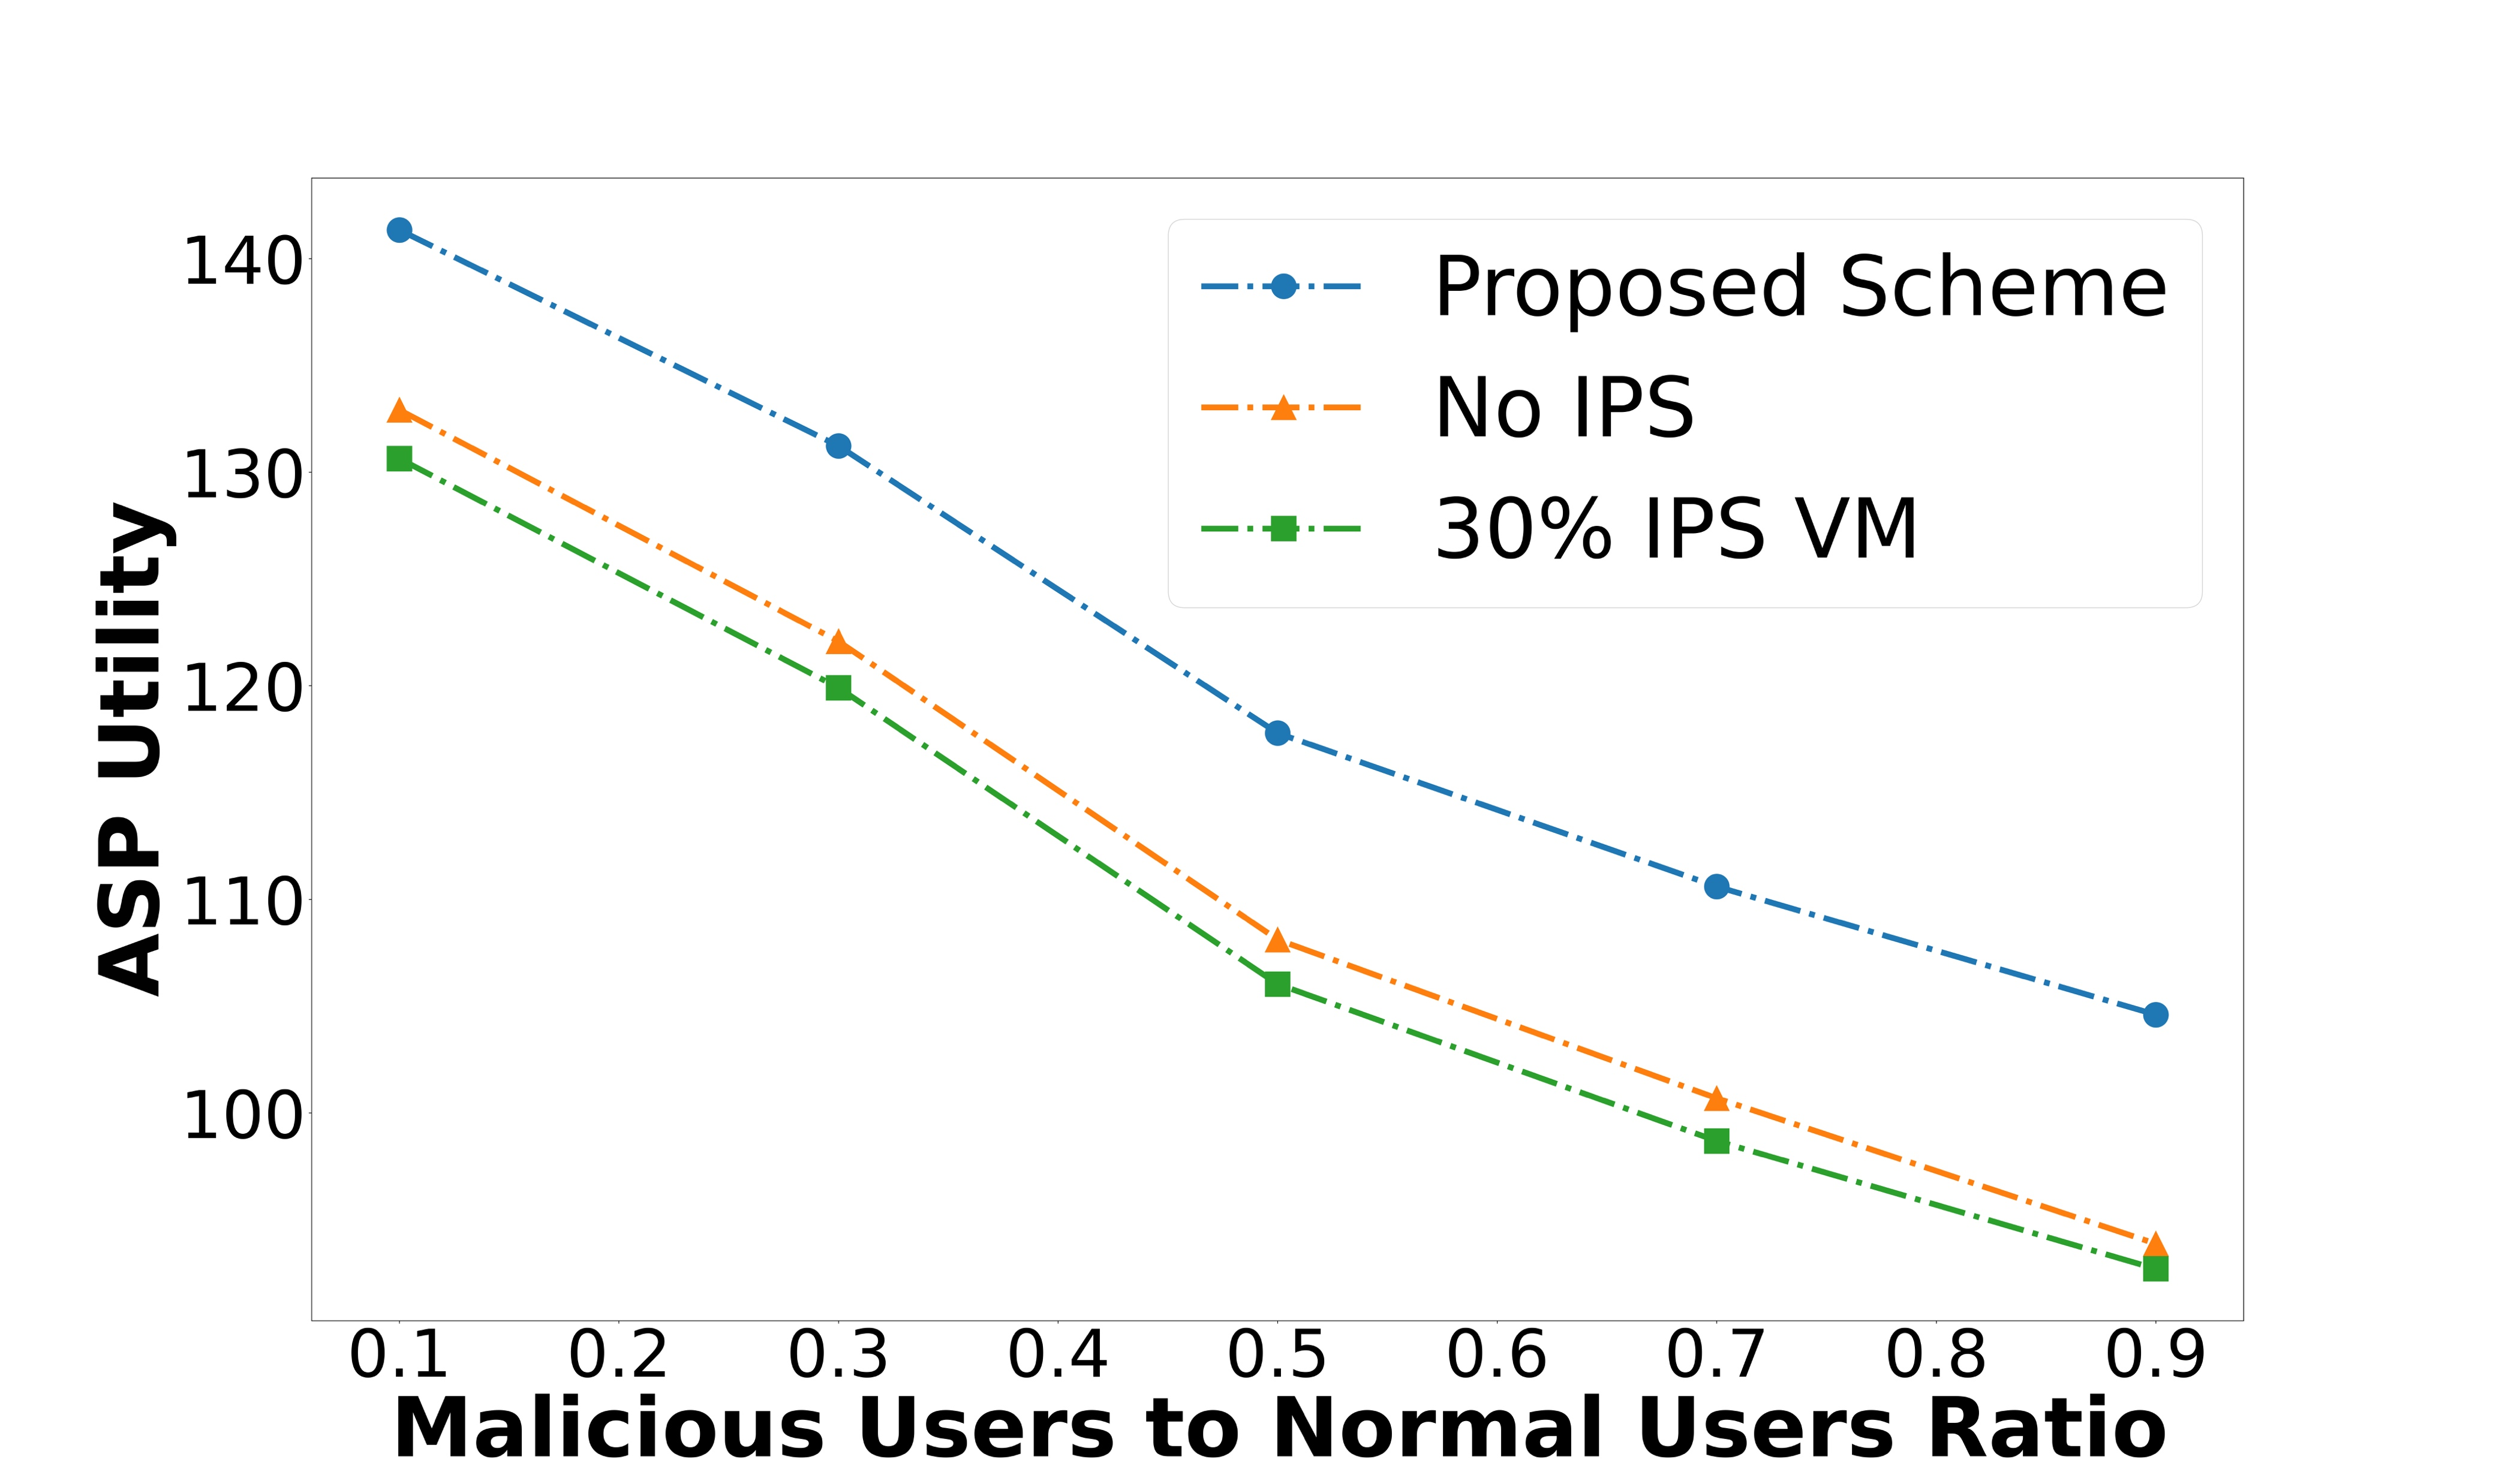 140
130
120
110
100
ASP Utility
Proposed Scheme
No IPS
30% IPS VM
0.1 0.2 0.3 0.4 0.5 0.6 0.7 0.8 0.9
Malicious Users to Normal Users Ratio